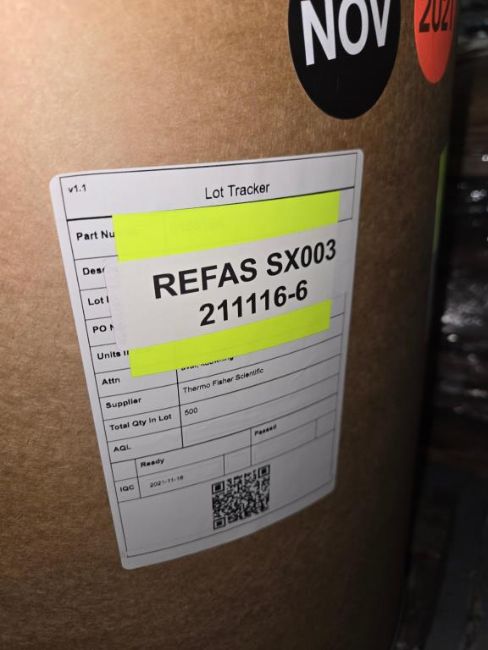 NOV
v1.1
Lot Tracker
Part Nu
Desc
REFAS SX003
Lot
211116-6
PO N
Units
Attn
Supplier
Thermo Fisher Scientific
Total Qty In Lot
500
AQL
Ready
Passed
IQC
2021-11-16